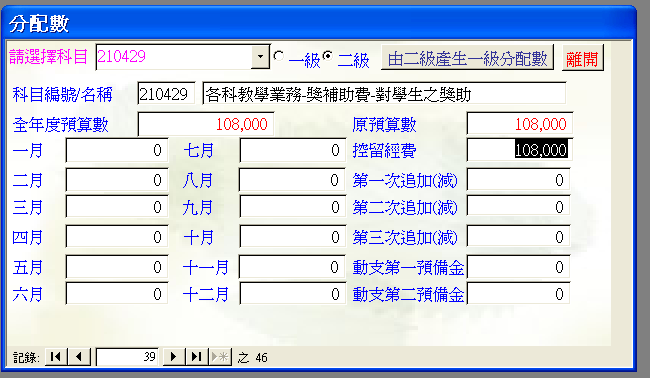 分配數
請選擇科目 210429 一級 二級 由二級產生一級分配數 離開
科目編號/名稱 210429 各科教學業務-獎補助費-對學生之獎助
全年度預算數 108,000 原預算數 108,000
一月 0 七月 0 控留經費 108,000
二月 0 八月 0 第一次追加(減) 0
三月 0 九月 0 第二次追加(減) 0
四月 0 十月 0 第三次追加(減) 0
五月 0 十一月 0 動支第一預備金 0
六月 0 十二月 0 動支第二預備金 0
記錄: 39 之 46